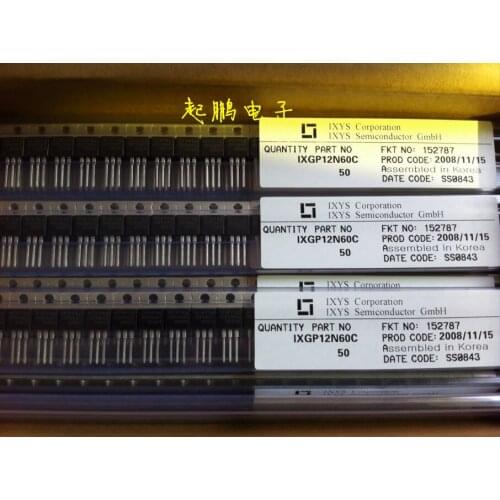 起鹏电子
IXYS Corporation
IXYS Semiconductor GmbH
QUANTITY PART NO FKT NO: 152787
IXGP12N60C PROD CODE: 2008/11/15
50 Assembled in Korea
DATE CODE: SS0843
IXYS Corporation
IXYS Semiconductor GmbH
QUANTITY PART NO FKT NO: 152787
IXGP12N60C PROD CODE: 2008/11/15
50 Assembled in Korea
DATE CODE: SS0843
IXYS Corporation
IXYS Semiconductor GmbH
QUANTITY PART NO FKT NO: 152787
IXGP12N60C PROD CODE: 2008/11/15
50 Assembled in Korea
DATE CODE: SS0843